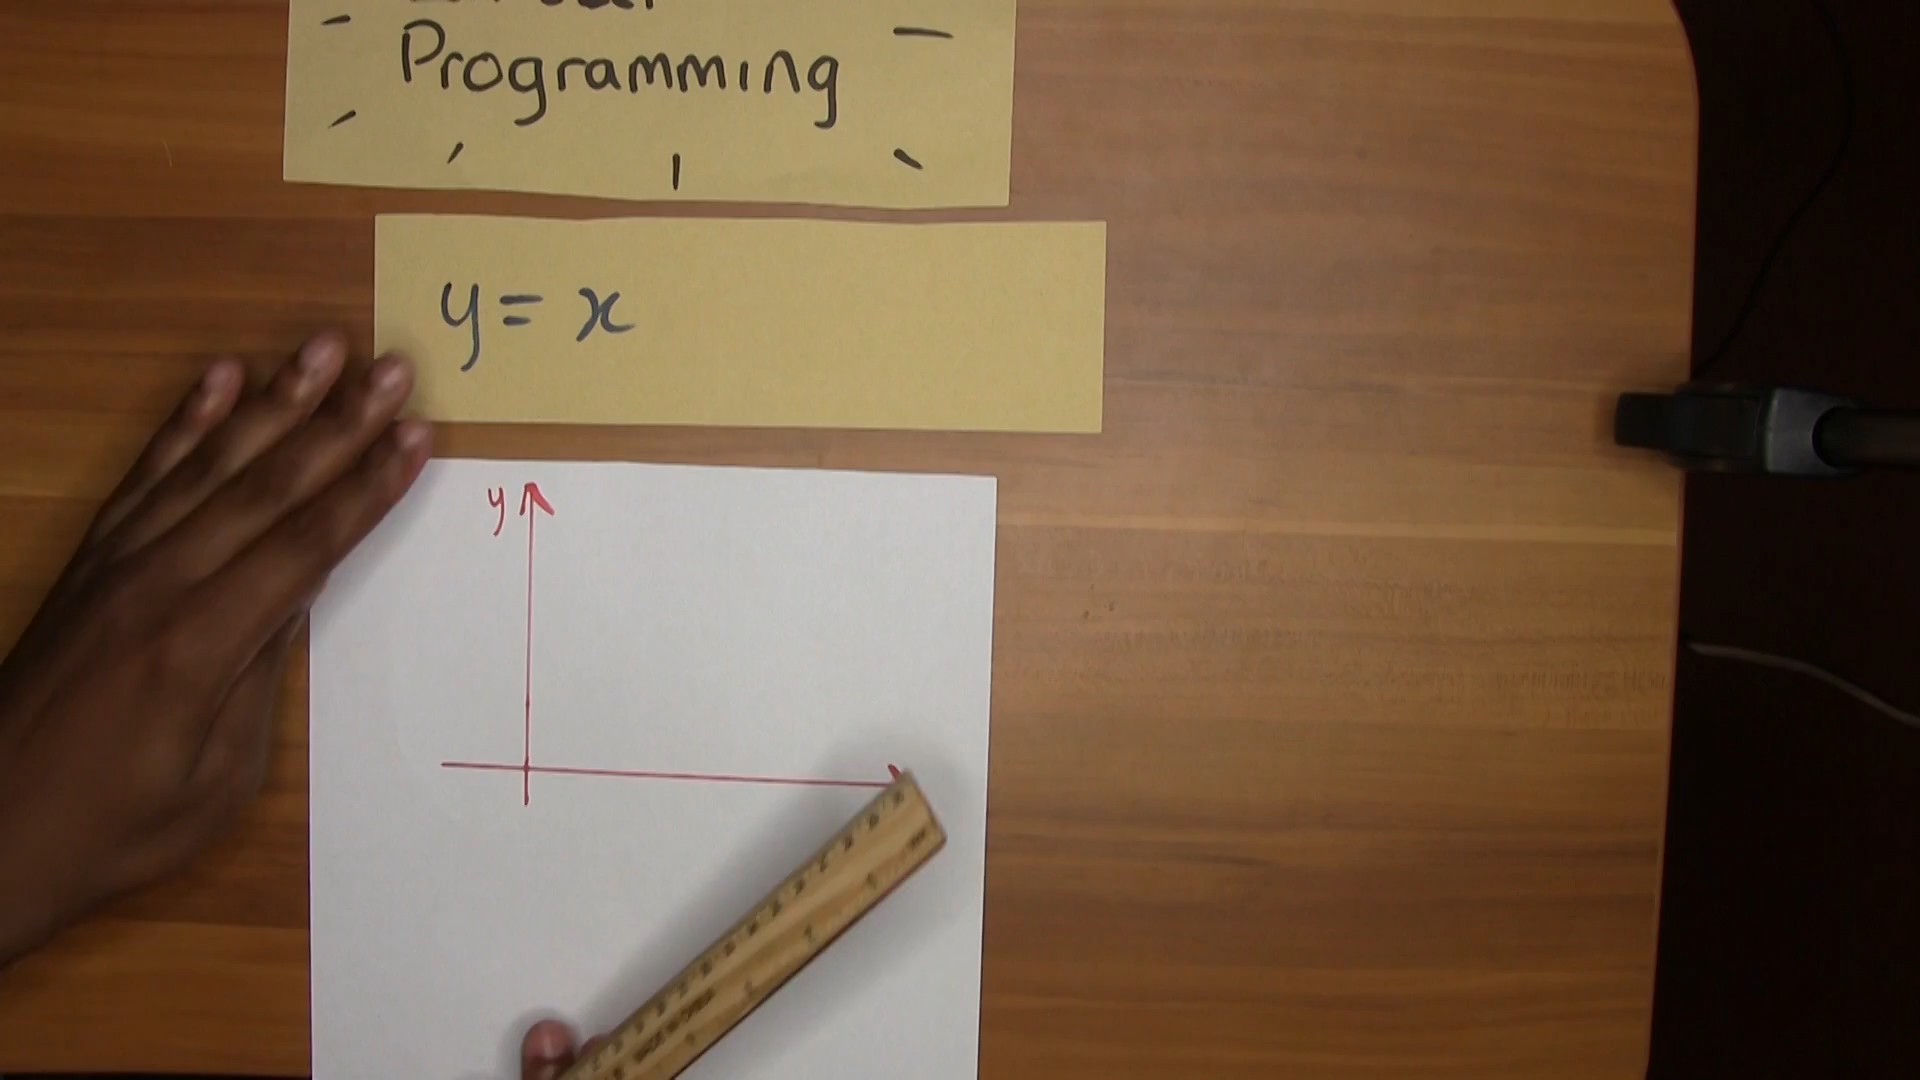 Programming
y = x
y